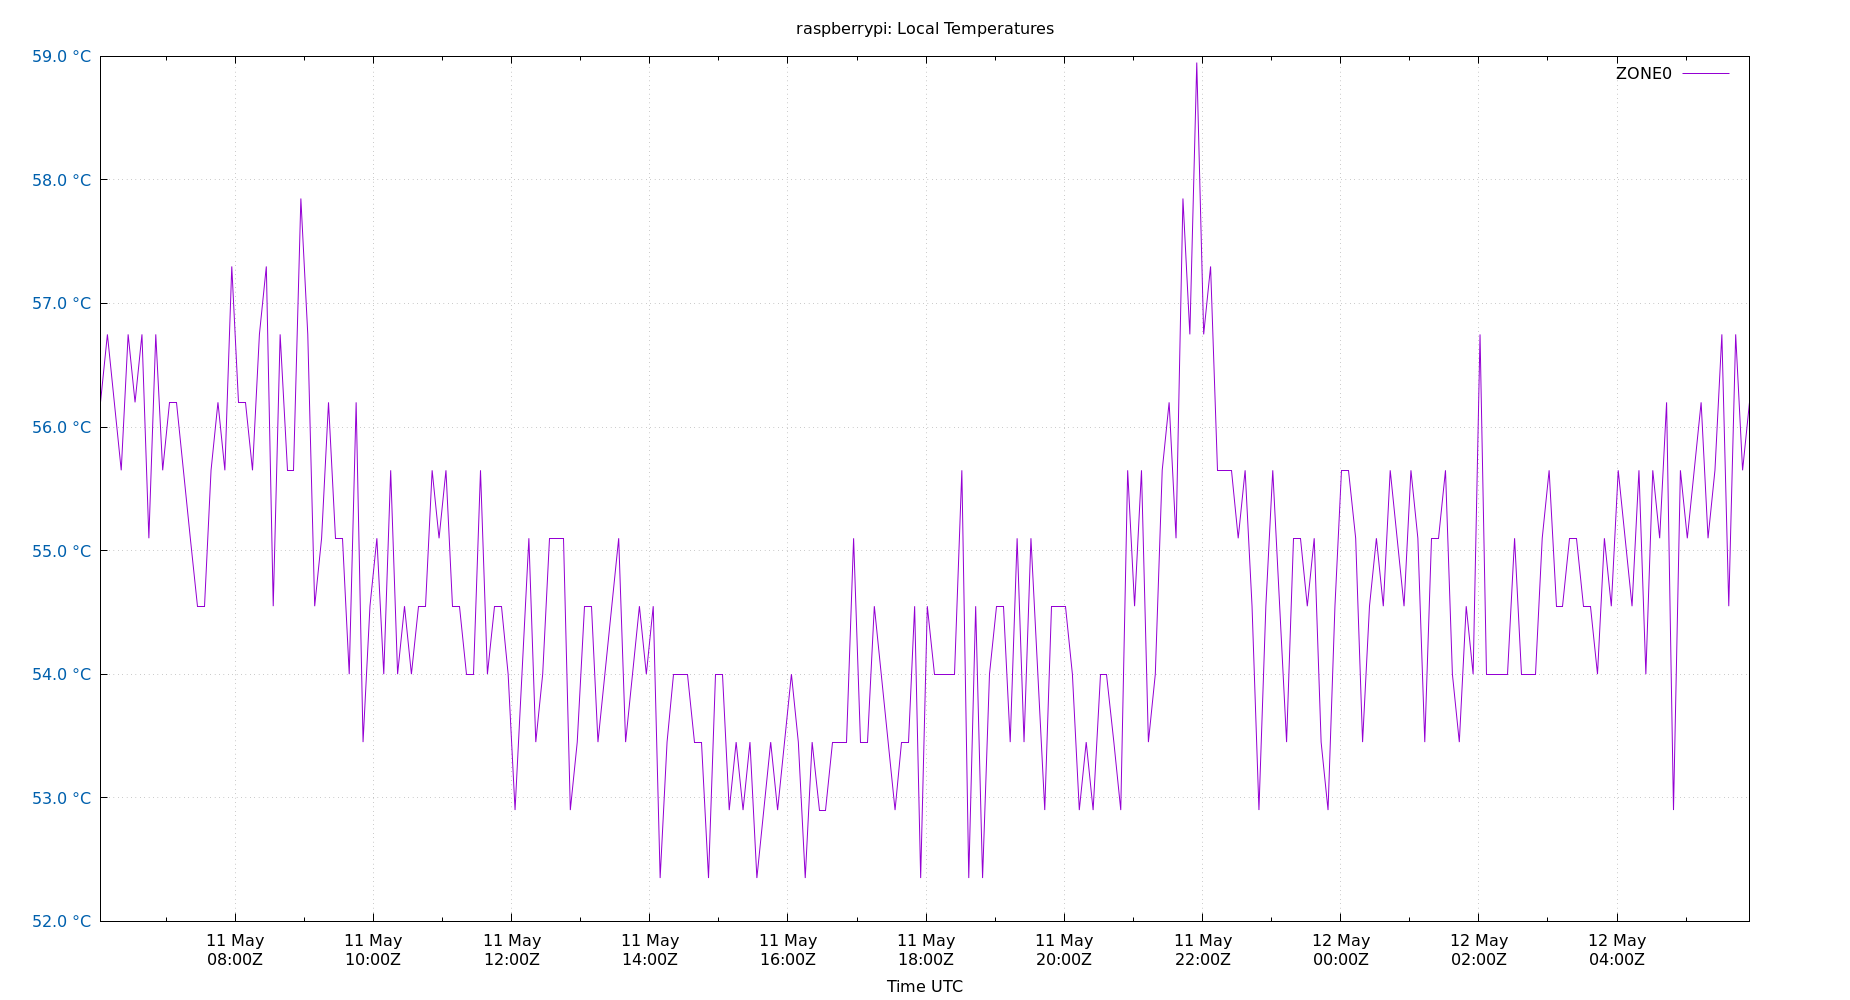 raspberrypi: Local Temperatures
59.0 °C
ZONE0
58.0 °C
57.0 °C
56.0 °C
55.0 °C
54.0 °C
53.0 °C
52.0 °C
11 May 11 May 11 May 11 May 11 May 11 May 11 May 11 May 12 May 12 May 12 May
08:00Z 10:00Z 12:00Z 14:00Z 16:00Z 18:00Z 20:00Z 22:00Z 00:00Z 02:00Z 04:00Z
Time UTC